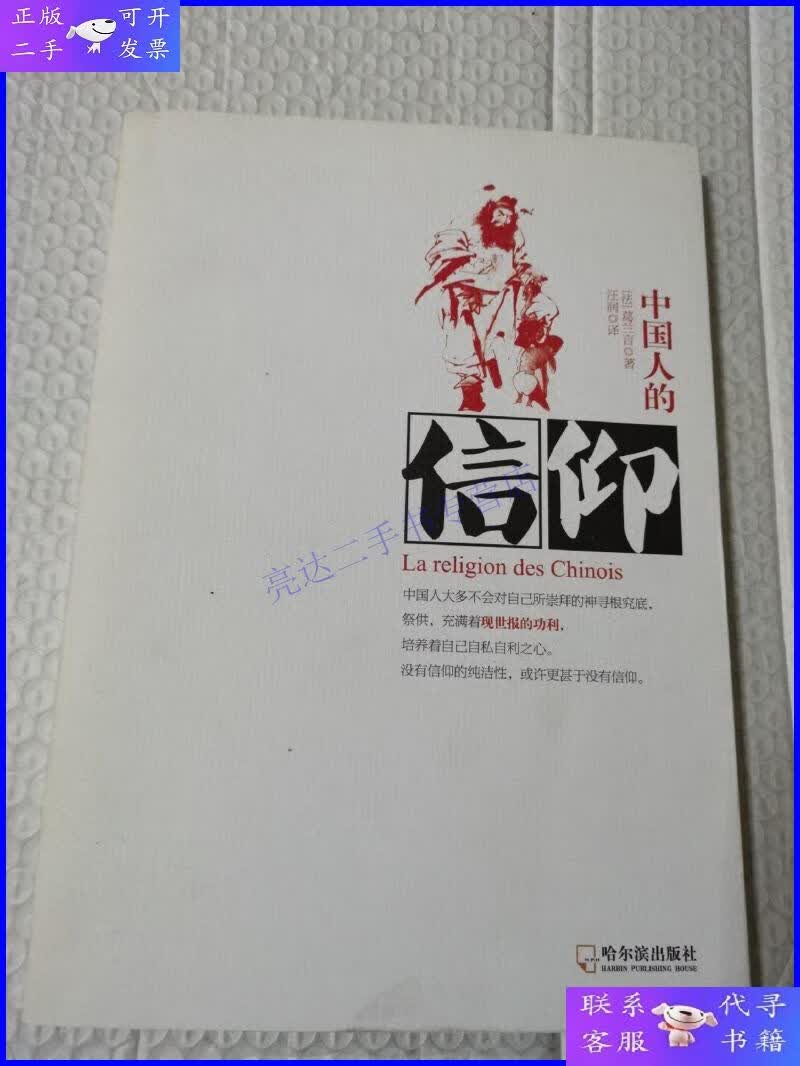 正版 可开
二手 发票
中国人的
[法]葛兰言◎著
汪润◎译
信仰
La religion des Chinois
中国人大多不会对自己所崇拜的神寻根究底，
祭供，充满着现世报的功利，
培养着自己自私自利之心。
没有信仰的纯洁性，或许更甚于没有信仰。
亮达二手书专营店
哈尔滨出版社
HARBIN PUBLISHING HOUSE
联系 代寻
客服 书籍